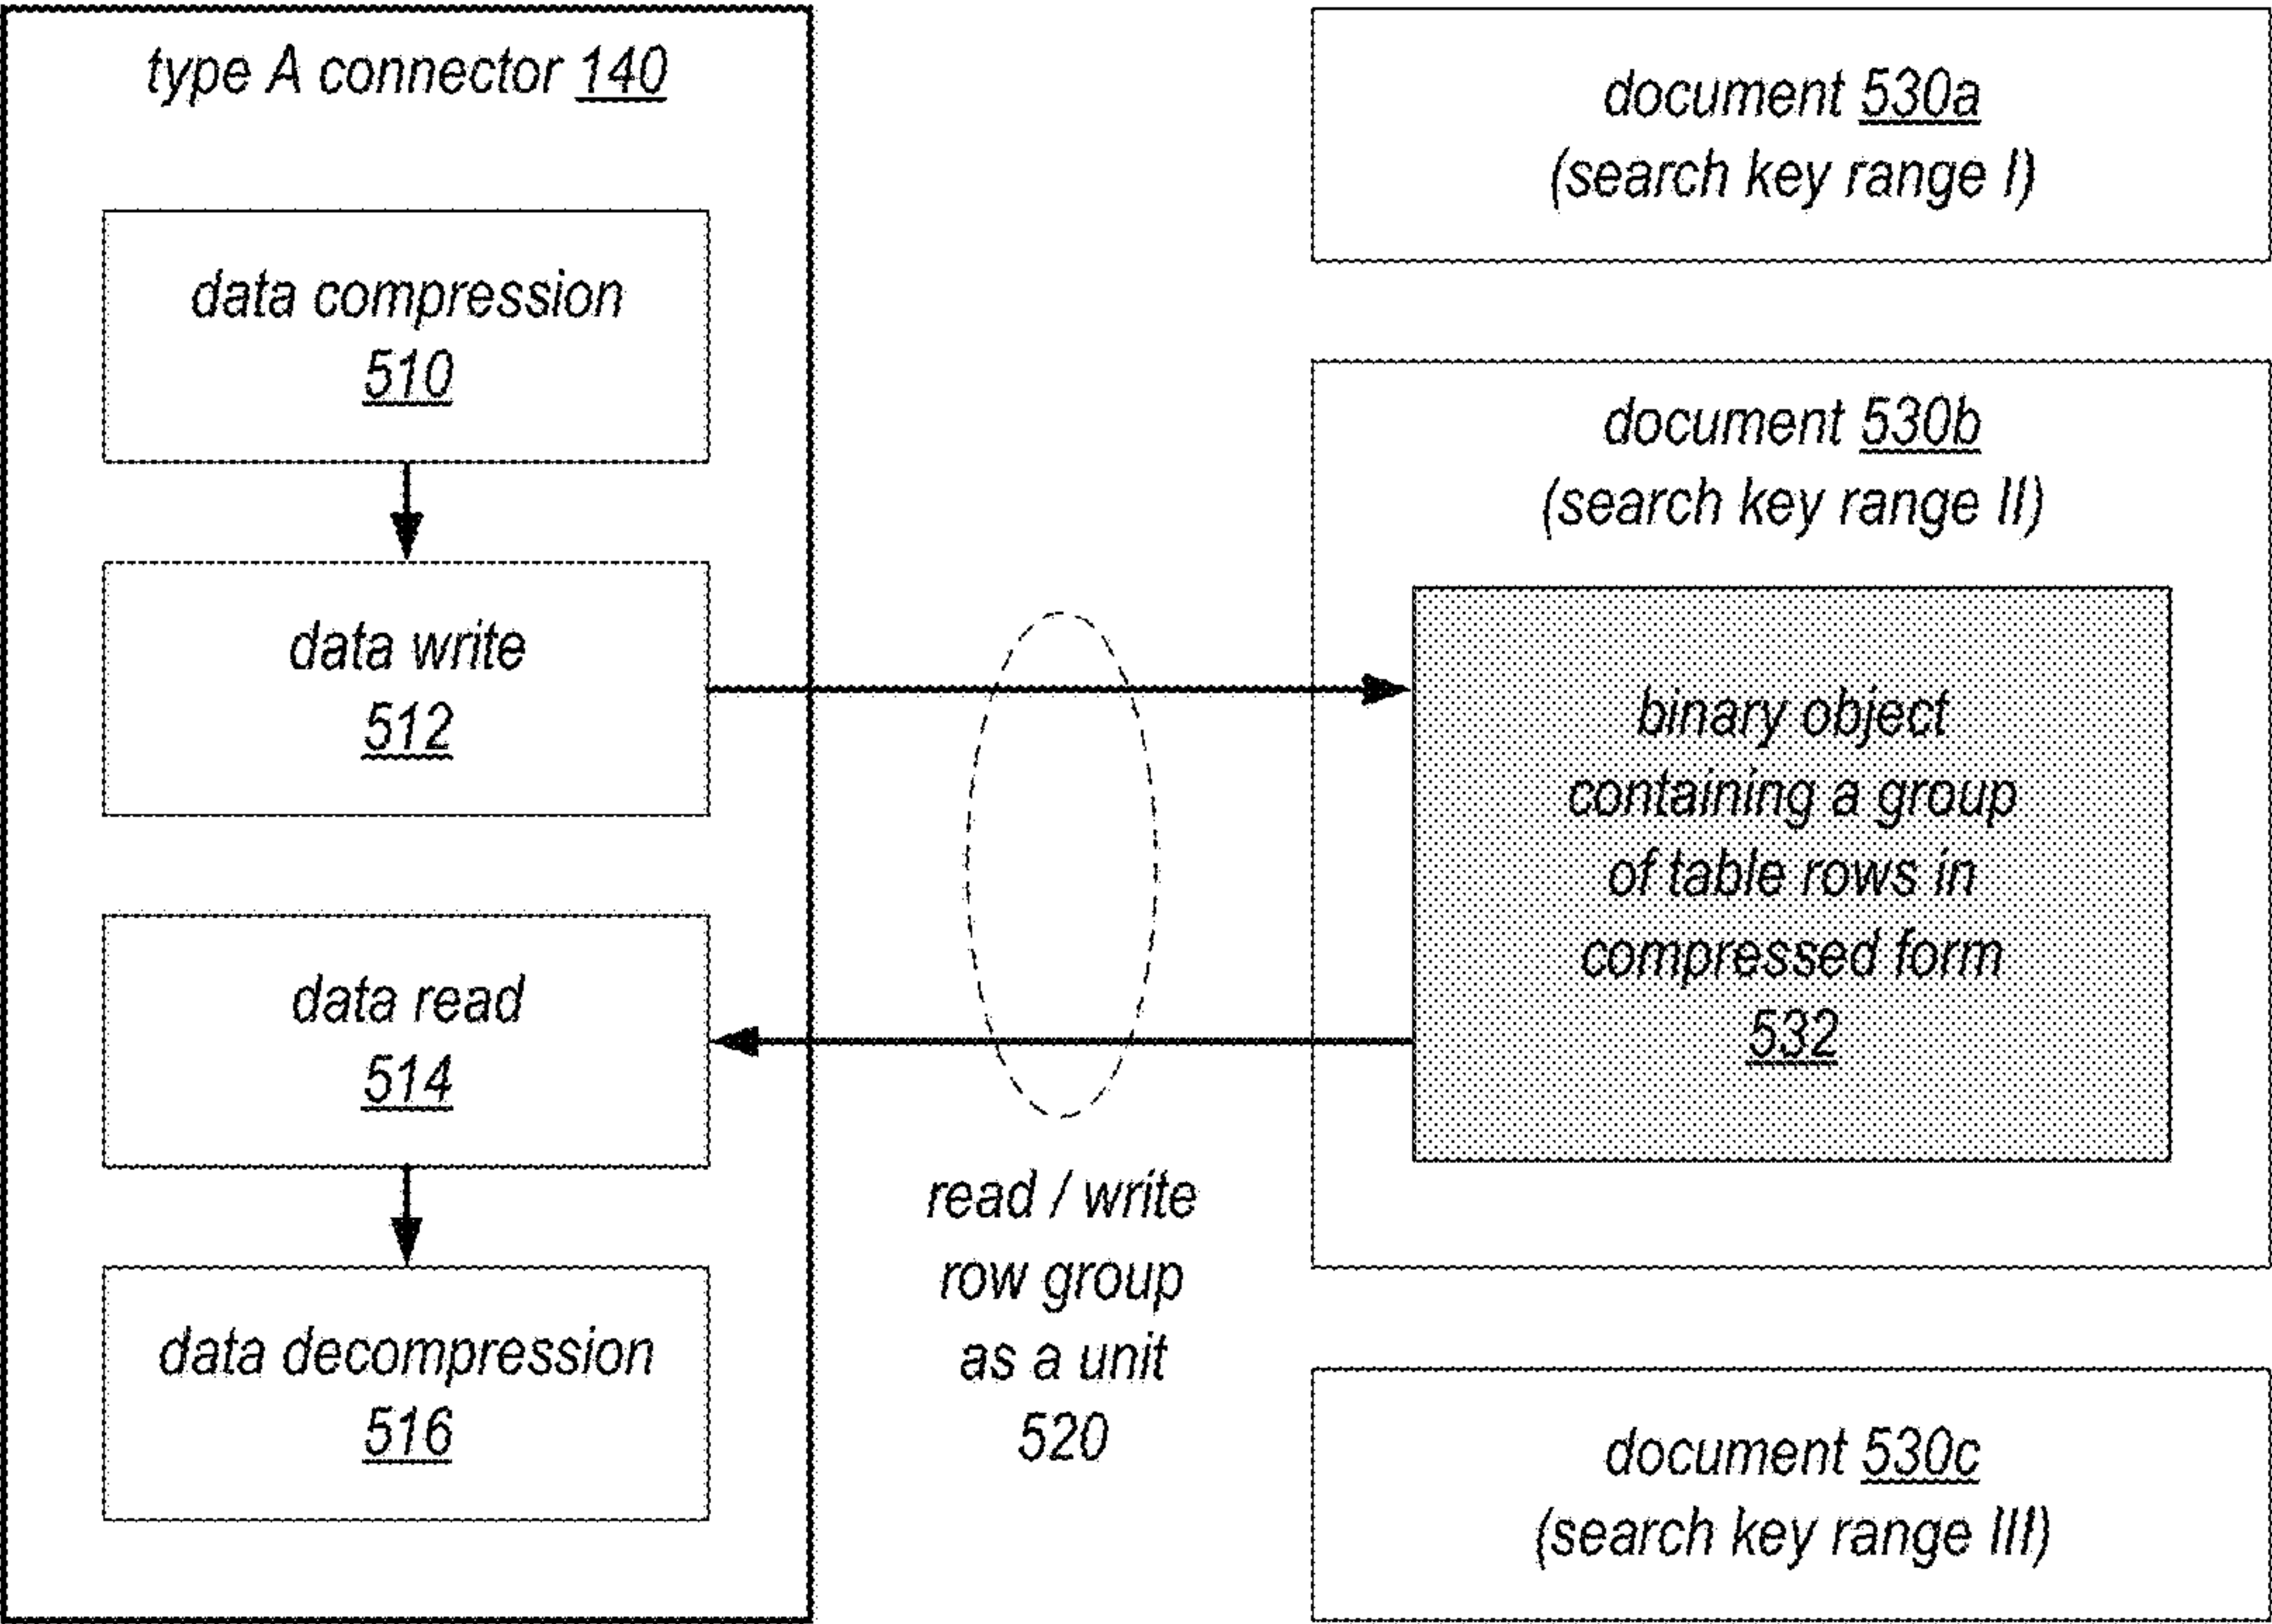 type A connector 140
data compression
510
data write
512
data read
514
data decompression
516
read / write
row group
as a unit
520
document 530a
(search key range I)
document 530b
(search key range II)
binary object
containing a group
of table rows in
compressed form
532
document 530c
(search key range III)